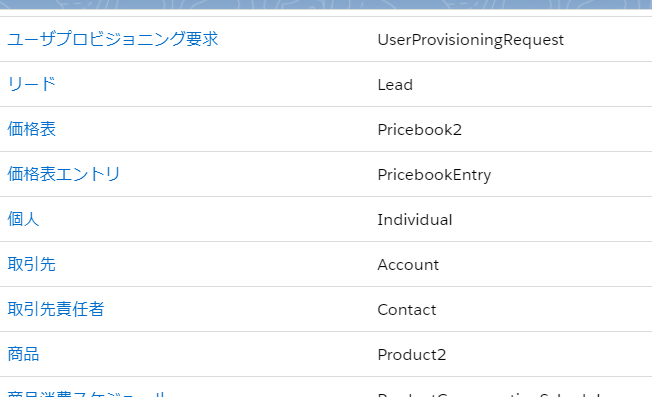 ユーザプロビジョニング要求 UserProvisioningRequest
リード Lead
価格表 Pricebook2
価格表エントリ PricebookEntry
個人 Individual
取引先 Account
取引先責任者 Contact
商品 Product2